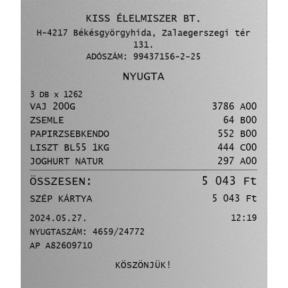 KISS ÉLELMISZER BT.
H-4217 Békésgyörgyhida, Zalaegerszegi tér
131.
ADÓSZÁM: 99437156-2-25
NYUGTA
3 DB x 1262
VAJ 200G 3786 A00
ZSEMLE 64 B00
PAPIRZSEBKENDO 552 B00
LISZT BL55 1KG 444 C00
JOGHURT NATUR 297 A00
ÖSSZESEN: 5 043 Ft
SZÉP KÁRTYA 5 043 Ft
2024.05.27. 12:19
NYUGTASZÁM: 4659/24772
AP A82609710
KÖSZÖNJÜK!